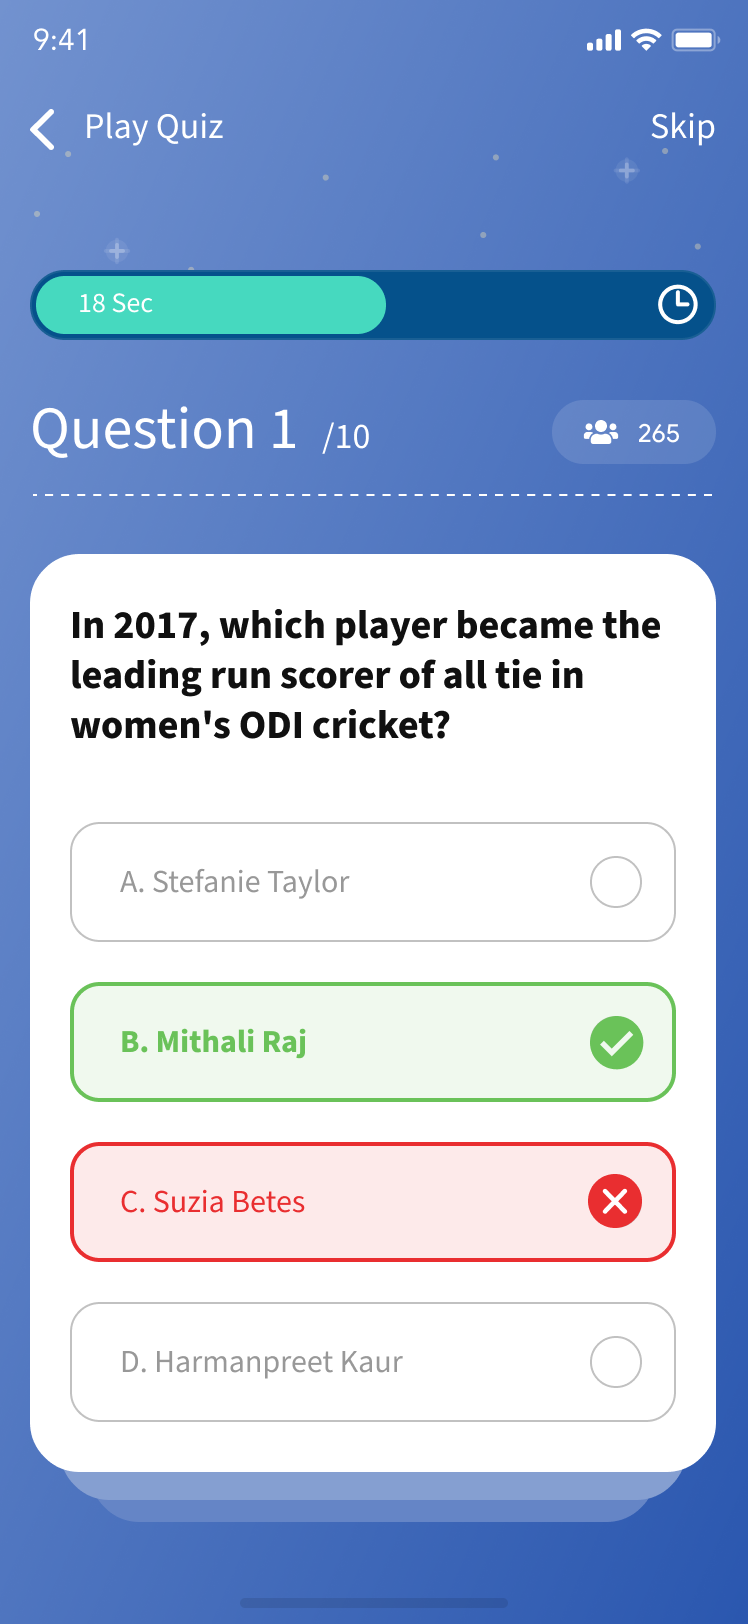 9:41
Play Quiz
Skip
18 Sec
Question 1 /10
265
In 2017, which player became the
leading run scorer of all tie in
women's ODI cricket?
A. Stefanie Taylor
B. Mithali Raj
C. Suzia Betes
D. Harmanpreet Kaur